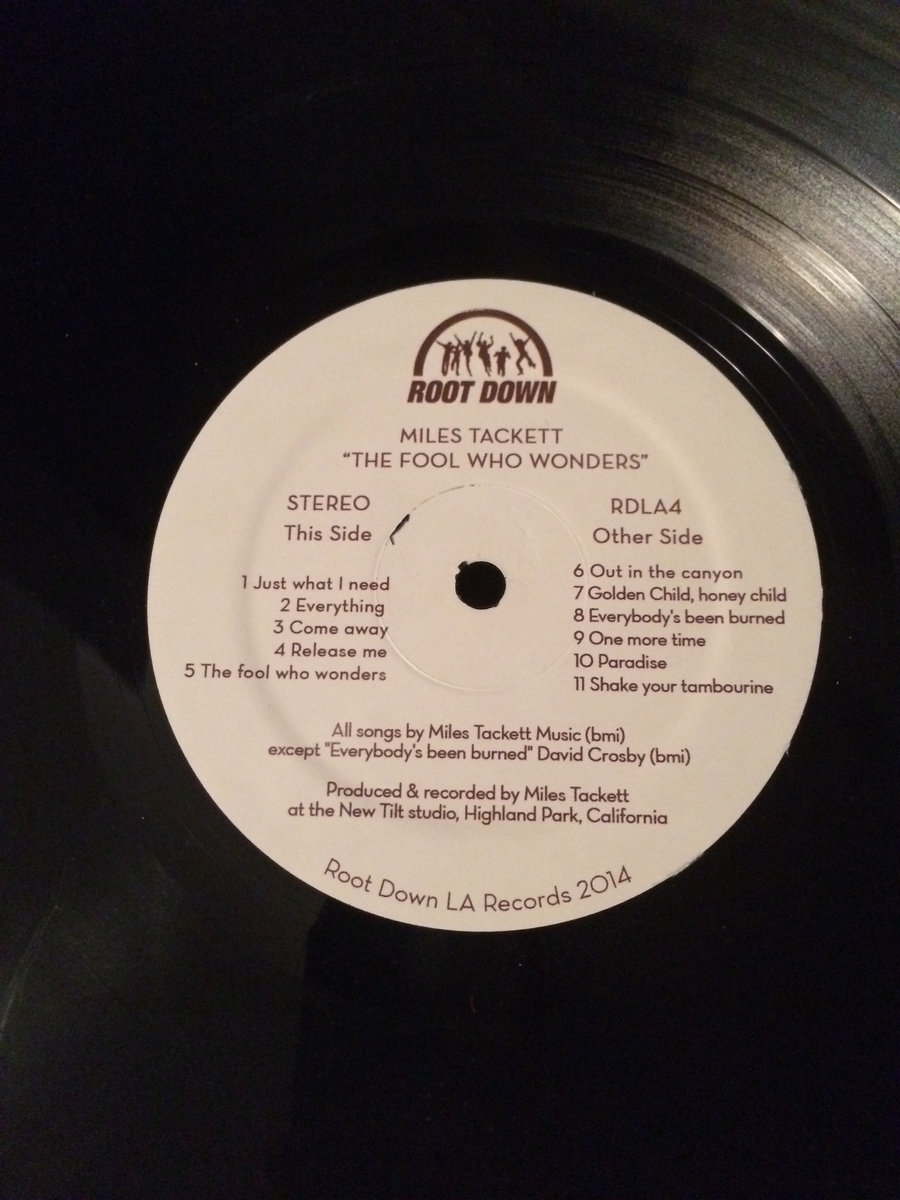 ROOT DOWN
MILES TACKETT
“THE FOOL WHO WONDERS”
STEREO
This Side
1 Just what I need
2 Everything
3 Come away
4 Release me
5 The fool who wonders
RDLA4
Other Side
6 Out in the canyon
7 Golden Child, honey child
8 Everybody's been burned
9 One more time
10 Paradise
11 Shake your tambourine
All songs by Miles Tackett Music (bmi)
except "Everybody's been burned" David Crosby (bmi)
Produced & recorded by Miles Tackett
at the New Tilt studio, Highland Park, California
Root Down LA Records 2014